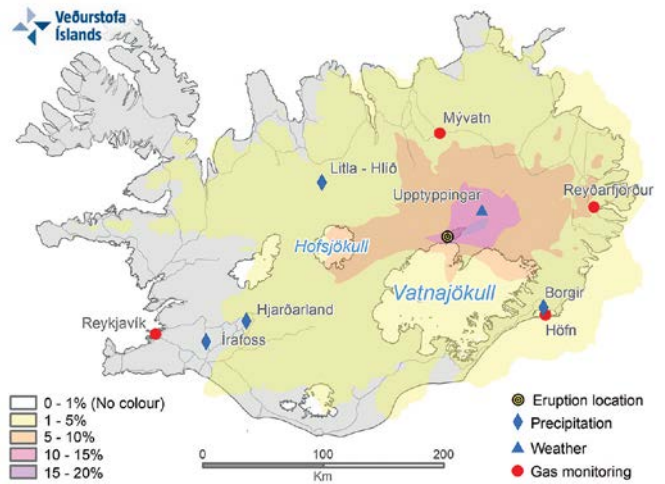 Veðurstofa
Íslands
Mývatn
Litla - Hlíð
Upptyppingar
Reyðarfjörður
Hofsjökull
Vatnajökull
Borgir
Hjarðarland
Reykjavík
Írafoss
Höfn
0 - 1% (No colour)
1 - 5%
5 - 10%
10 - 15%
15 - 20%
0 100 200
Km
Eruption location
Precipitation
Weather
Gas monitoring